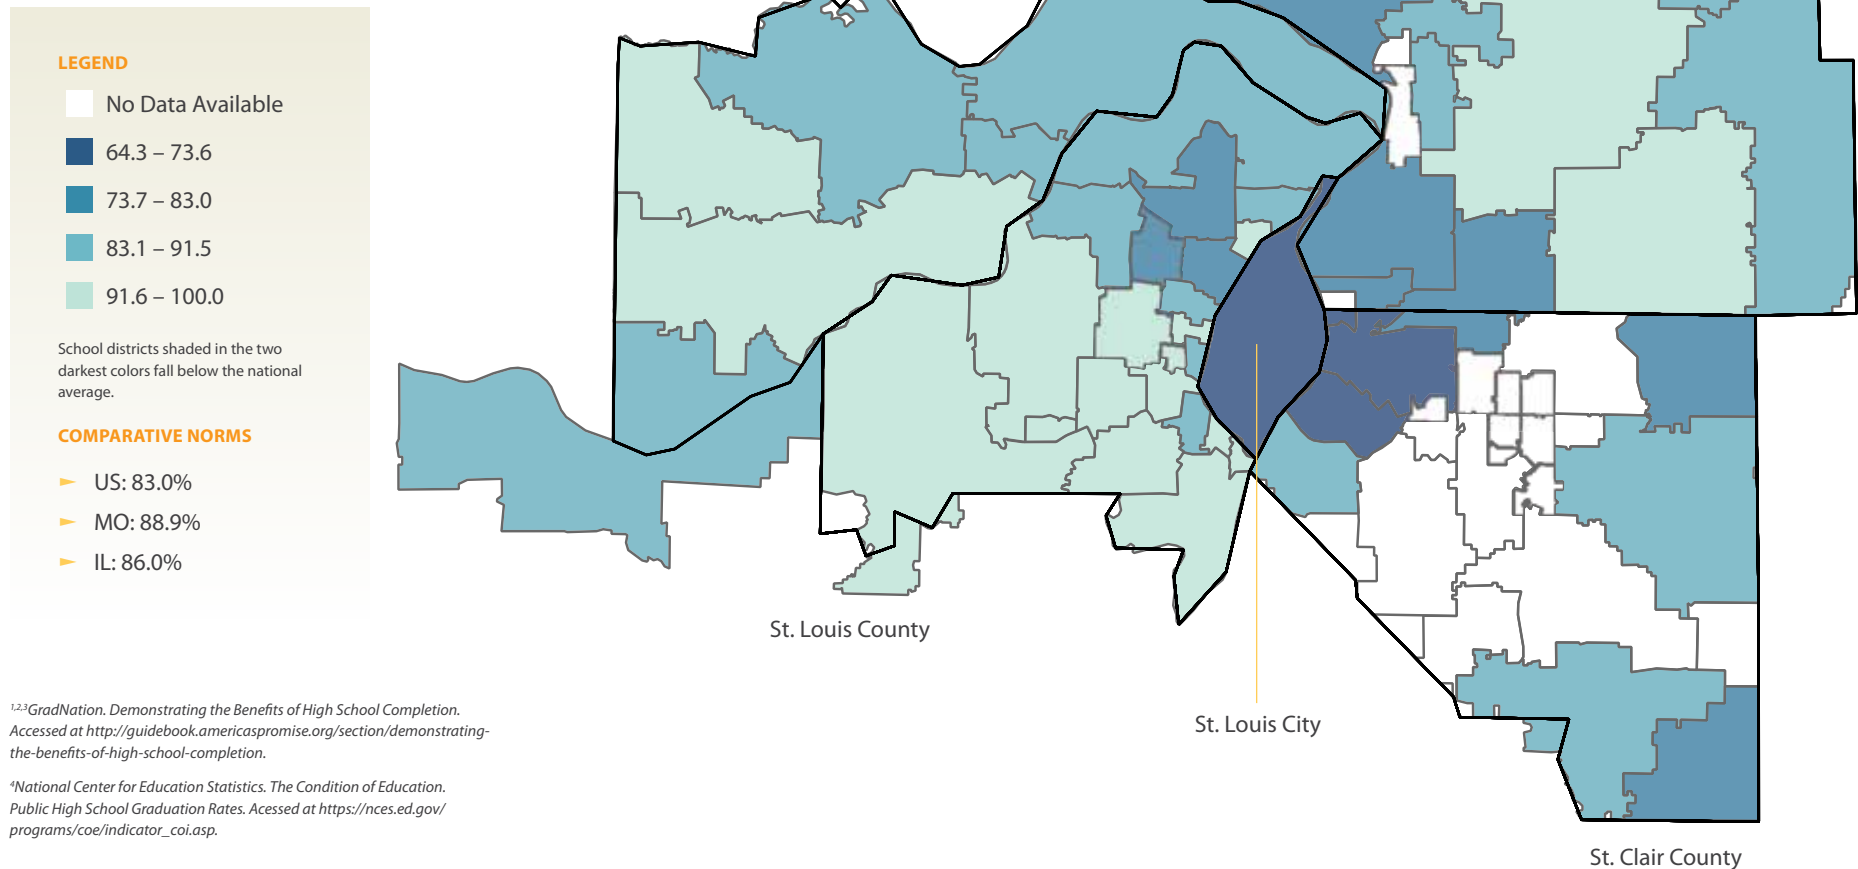 LEGEND
No Data Available
64.3 – 73.6
73.7 – 83.0
83.1 – 91.5
91.6 – 100.0
School districts shaded in the two
darkest colors fall below the national
average.
COMPARATIVE NORMS
► US: 83.0%
► MO: 88.9%
► IL: 86.0%
1,2,3GradNation. Demonstrating the Benefits of High School Completion.
Accessed at http://guidebook.americaspromise.org/section/demonstrating-
the-benefits-of-high-school-completion.
4National Center for Education Statistics. The Condition of Education.
Public High School Graduation Rates. Acessed at https://nces.ed.gov/
programs/coe/indicator_coi.asp.
St. Louis County
St. Louis City
St. Clair County